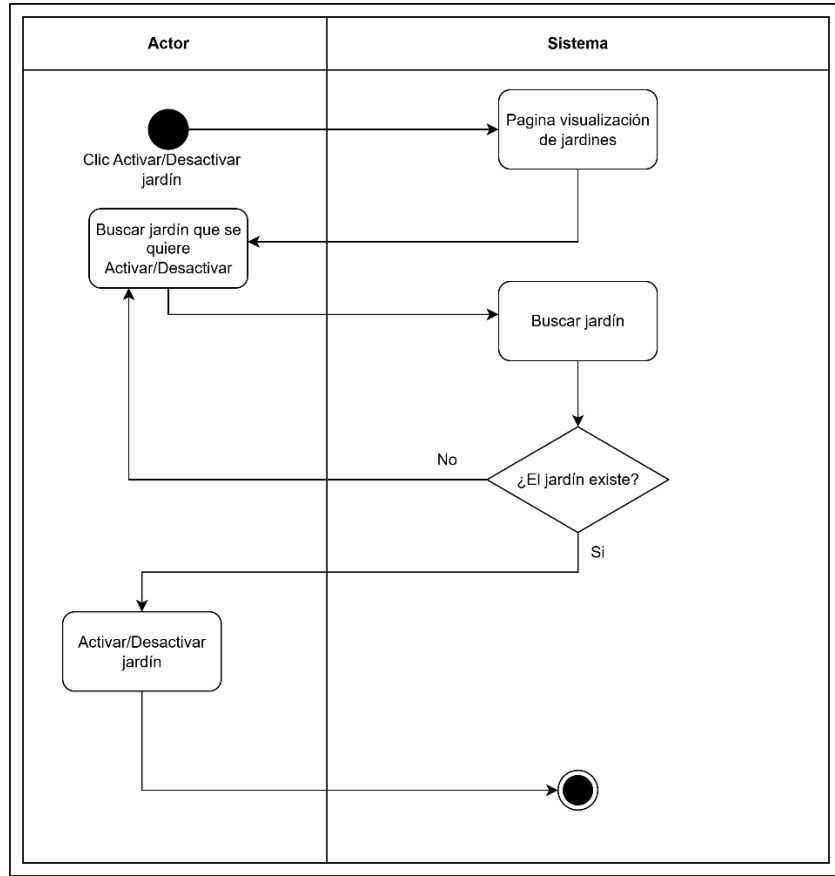 Actor
Sistema
Pagina visualización
de jardines
Clic Activar/Desactivar
jardín
Buscar jardín que se
quiere
Activar/Desactivar
Buscar jardín
¿El jardín existe?
No
Si
Activar/Desactivar
jardín